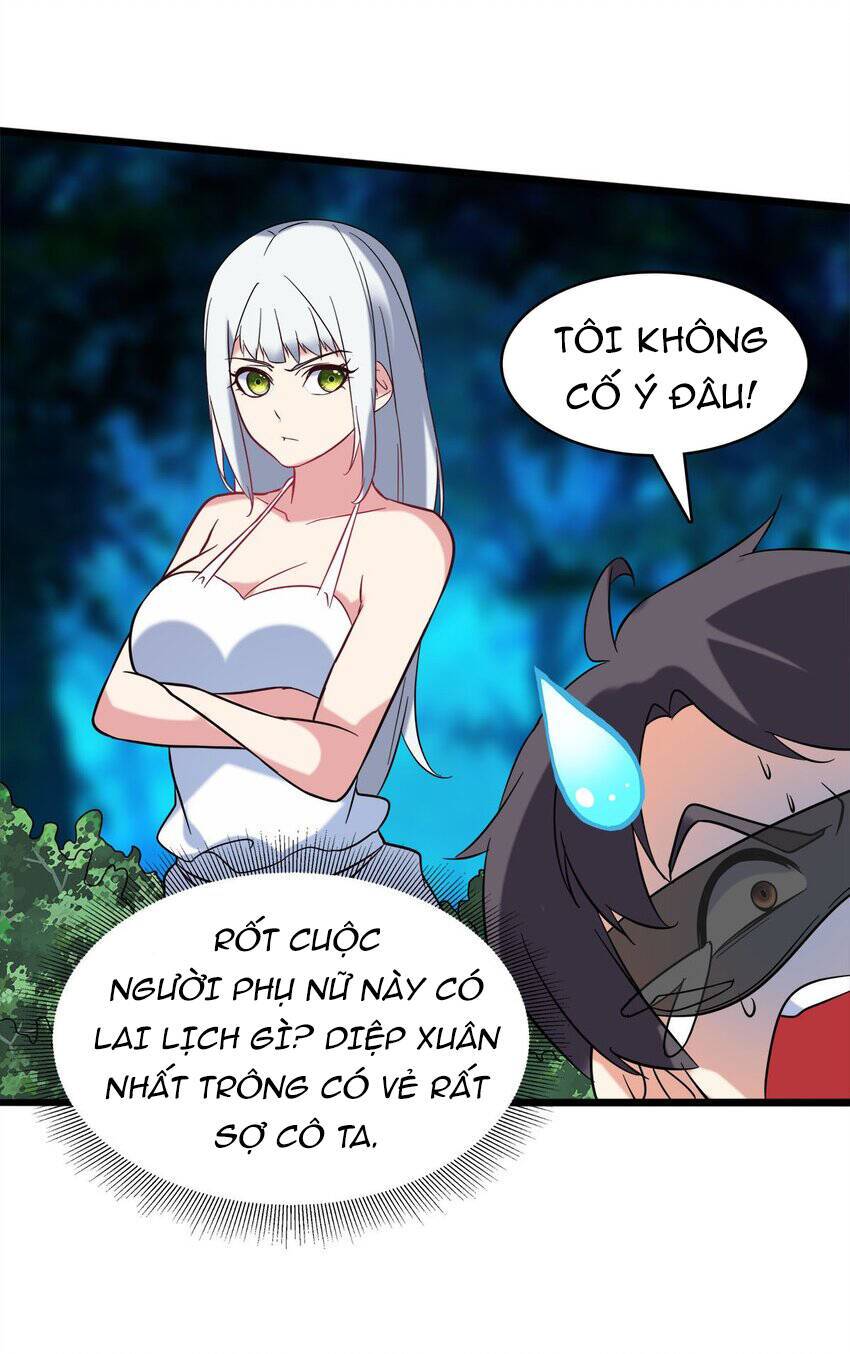 TÔI KHÔNG
CỐ Ý ĐÂU!
RỐT CUỘC
NGƯỜI PHỤ NỮ NÀY CÓ
LAI LỊCH GÌ? DIỆP XUÂN
NHẤT TRÔNG CÓ VẺ RẤT
SỢ CÔ TA.